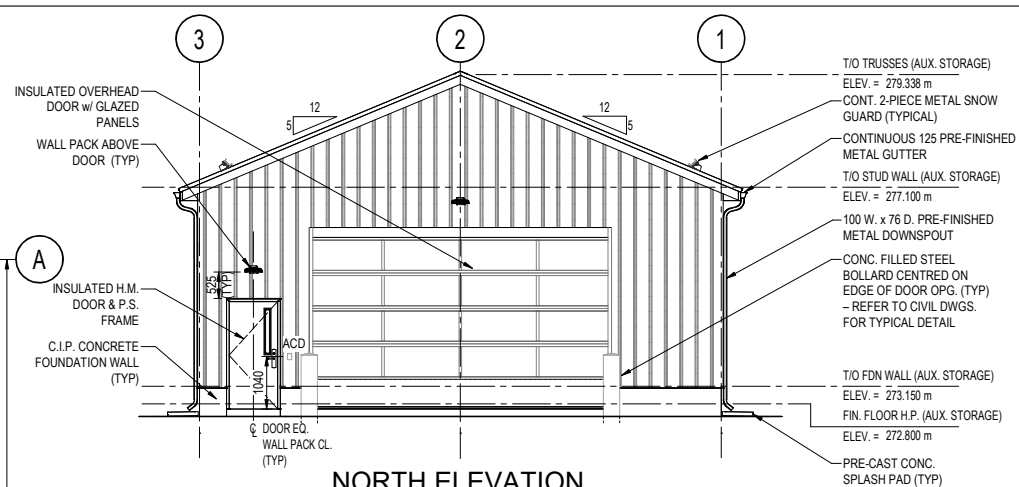 3
2
1
INSULATED OVERHEAD
DOOR w/ GLAZED
PANELS
WALL PACK ABOVE
DOOR (TYP)
A
INSULATED H.M.
DOOR & P.S.
FRAME
C.I.P. CONCRETE
FOUNDATION WALL
(TYP)
12
5
12
5
525
(TYP)
ACD
1040
℄ DOOR EQ.
WALL PACK CL.
(TYP)
T/O TRUSSES (AUX. STORAGE)
ELEV. = 279.338 m
CONT. 2-PIECE METAL SNOW
GUARD (TYPICAL)
CONTINUOUS 125 PRE-FINISHED
METAL GUTTER
T/O STUD WALL (AUX. STORAGE)
ELEV. = 277.100 m
100 W. x 76 D. PRE-FINISHED
METAL DOWNSPOUT
CONC. FILLED STEEL
BOLLARD CENTRED ON
EDGE OF DOOR OPG. (TYP)
– REFER TO CIVIL DWGS.
FOR TYPICAL DETAIL
T/O FDN WALL (AUX. STORAGE)
ELEV. = 273.150 m
FIN. FLOOR H.P. (AUX. STORAGE)
ELEV. = 272.800 m
PRE-CAST CONC.
SPLASH PAD (TYP)
NORTH ELEVATION